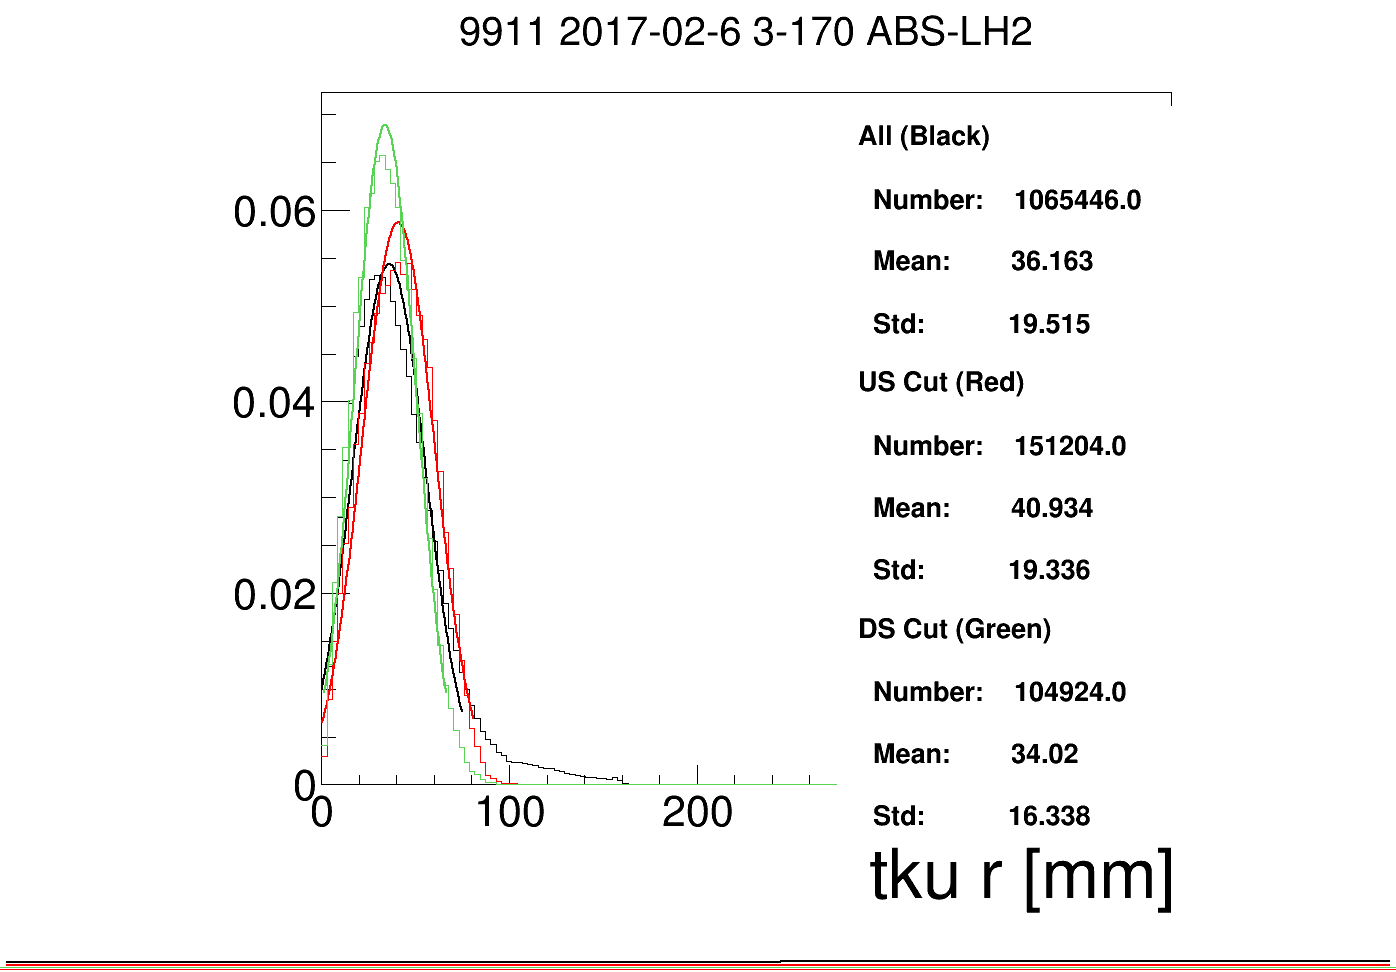 9911 2017-02-6 3-170 ABS-LH2
All (Black)
Number: 1065446.0
Mean: 36.163
Std: 19.515
US Cut (Red)
Number: 151204.0
Mean: 40.934
Std: 19.336
DS Cut (Green)
Number: 104924.0
Mean: 34.02
Std: 16.338
0.06
0.04
0.02
0
0 100 200
tku r [mm]